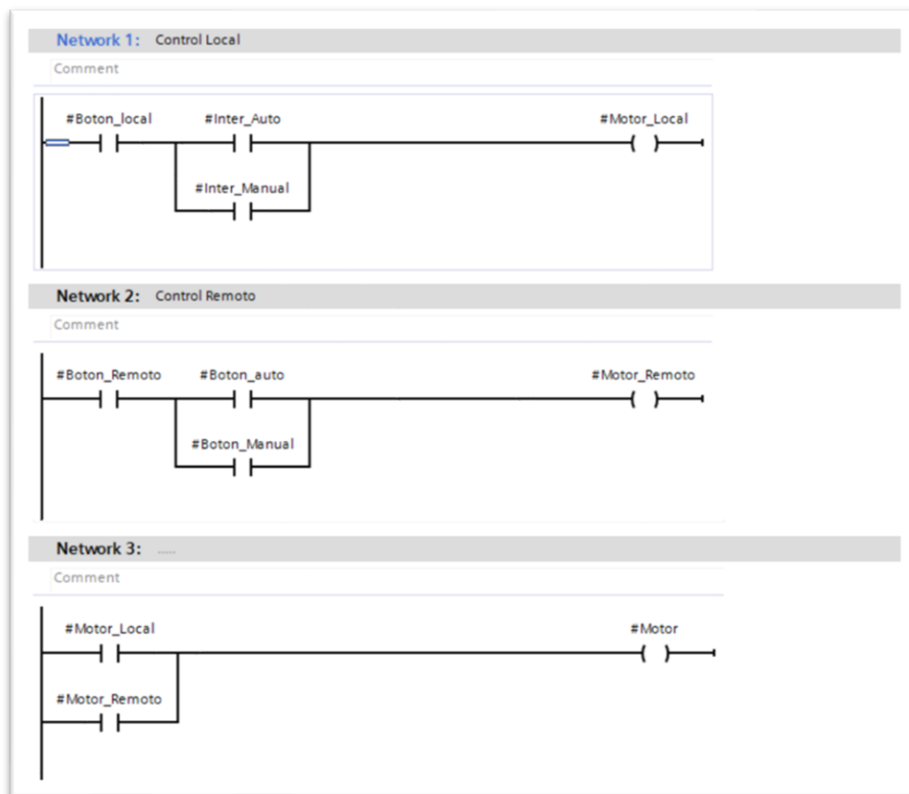 Network 1: Control Local
Comment
#Boton_local #Inter_Auto #Motor_Local
#Inter_Manual
Network 2: Control Remoto
Comment
#Boton_Remoto #Boton_auto #Motor_Remoto
#Boton_Manual
Network 3: .....
Comment
#Motor_Local #Motor
#Motor_Remoto